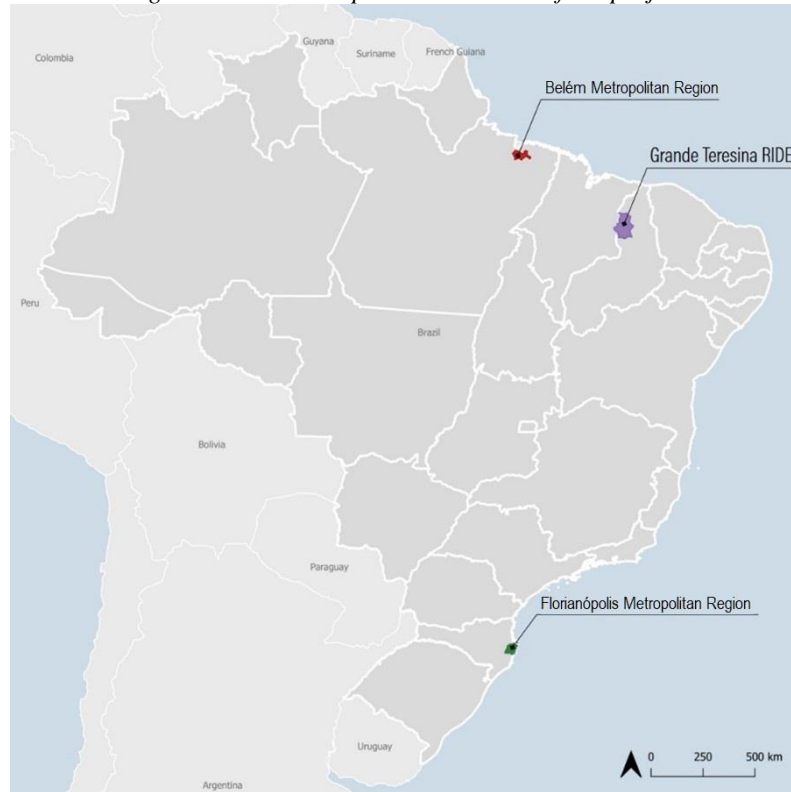 Guyana
French Guiana
Suriname
Colombia
Belém Metropolitan Region
Grande Teresina RIDE
Peru
Brazil
Bolivia
Paraguay
Florianópolis Metropolitan Region
Uruguay
0 250 500 km
Argentina